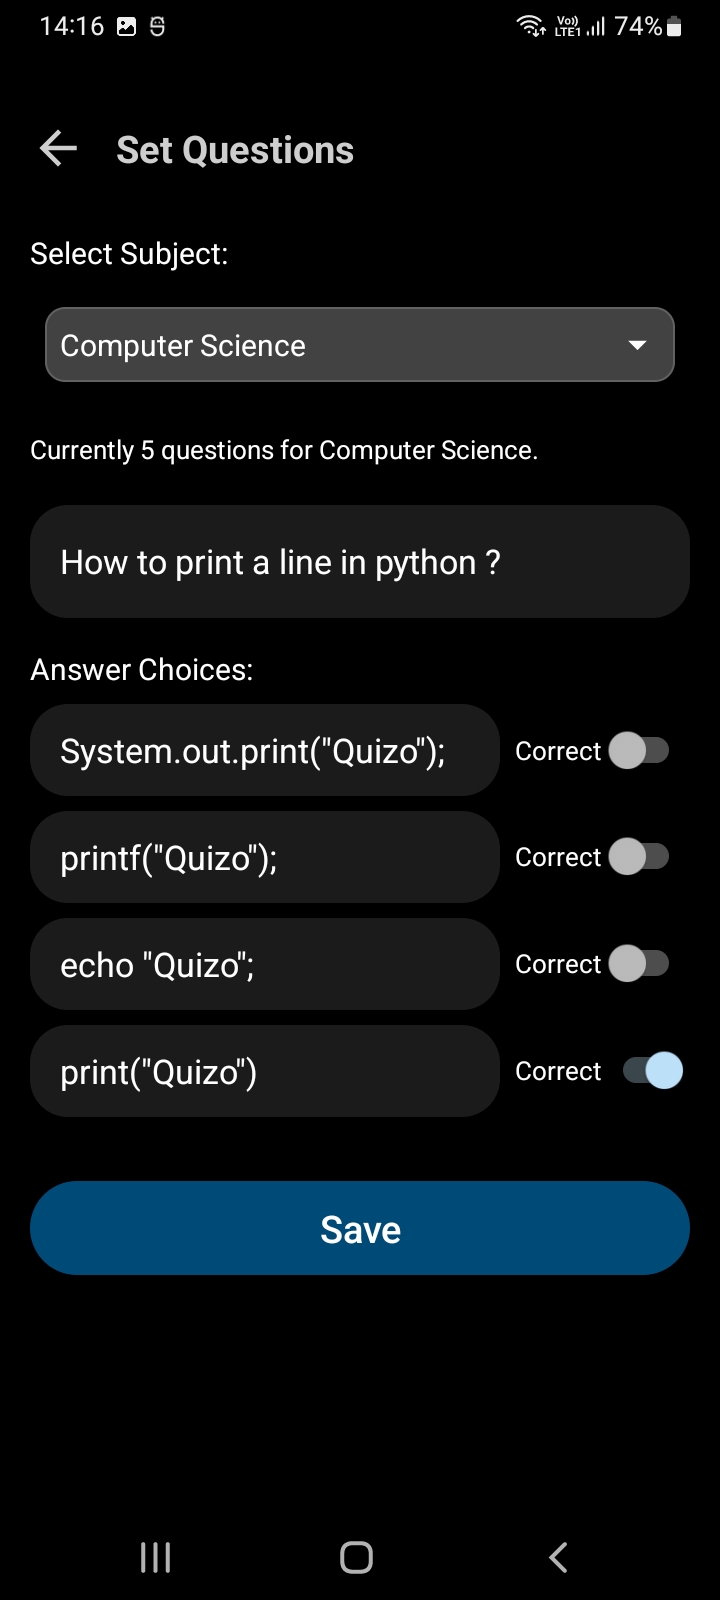 14:16 Vo)) LTE1 74%
Set Questions
Select Subject:
Computer Science
Currently 5 questions for Computer Science.
How to print a line in python ?
Answer Choices:
System.out.print("Quizo"); Correct
printf("Quizo"); Correct
echo "Quizo"; Correct
print("Quizo") Correct
Save